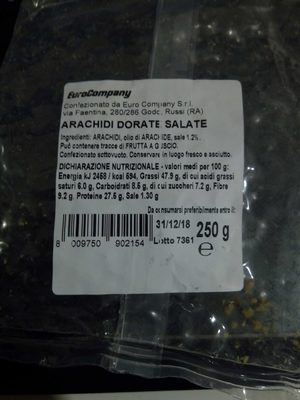 EuroCompany
Confezionato da Euro Company S.r.l.
via Faentina, 280/286 Godo, Russi (RA)
ARACHIDI DORATE SALATE
Ingredienti: ARACHIDI, olio di ARACHIDE, sale 1.2%.
Può contenere tracce di FRUTTA A GUSCIO.
Confezionato sottovuoto. Conservare in luogo fresco e asciutto.
DICHIARAZIONE NUTRIZIONALE - valori medi per 100 g:
Energia kJ 2458 / kcal 594, Grassi 47.9 g, di cui acidi grassi
saturi 6.0 g, Carboidrati 8.6 g, di cui zuccheri 7.2 g, Fibre
9.2 g, Proteine 27.6 g, Sale 1.30 g
Da consumarsi preferibilmente entro il:
31/12/18 250 g
Lotto 7361 e
8 009750 902154